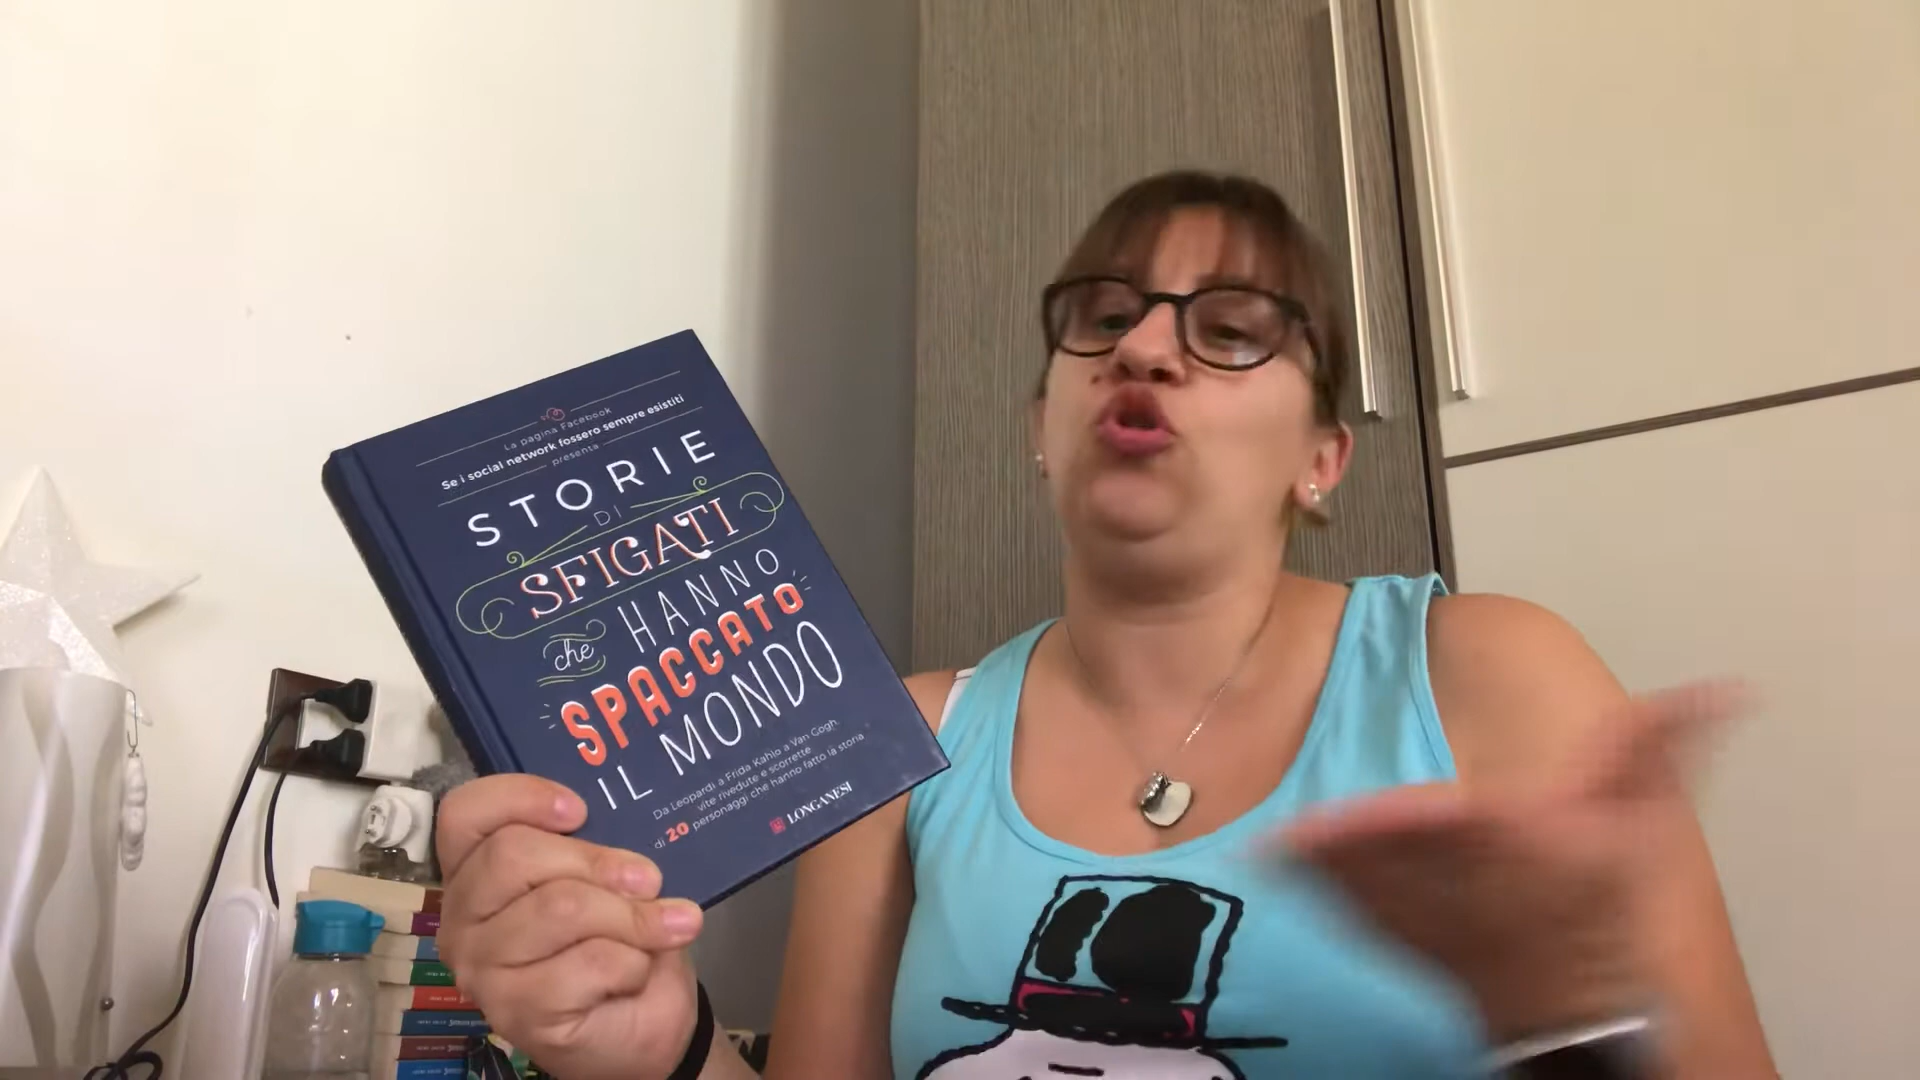 La pagina Facebook
Se i social network fossero sempre esistiti
presenta
STORIE
DI
SFIGATI
che HANNO
SPACCATO
IL MONDO
Da Leopardi a Frida Kahlo a Van Gogh,
vite rivedute e scorrette
di 20 personaggi che hanno fatto la storia
LONGANESI